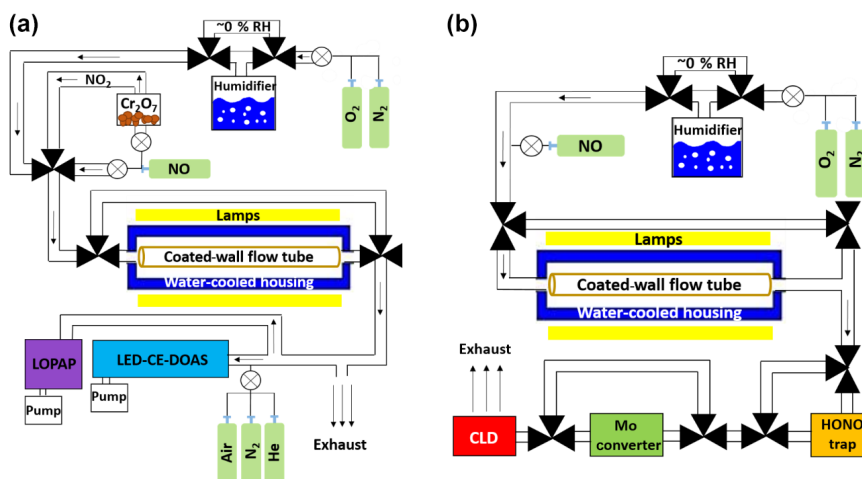 (a)
~0 % RH
NO2
Cr2O7
Humidifier
O2
N2
NO
Lamps
Coated-wall flow tube
Water-cooled housing
LOPAP
LED-CE-DOAS
Pump
Pump
Air
N2
He
Exhaust
(b)
~0 % RH
Humidifier
NO
O2
N2
Lamps
Coated-wall flow tube
Water-cooled housing
Exhaust
CLD
Mo
converter
HONO
trap